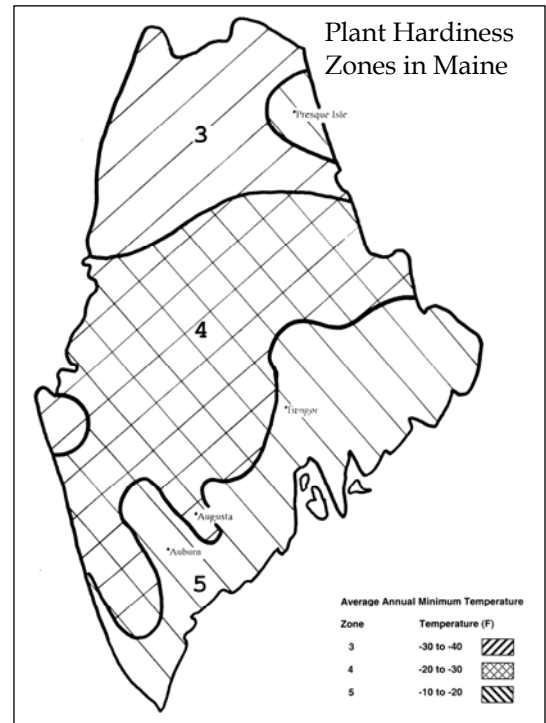 Plant Hardiness
Zones in Maine
Presque Isle
3
4
Augusta
Auburn
5
Average Annual Minimum Temperature
Zone Temperature (F)
3 -30 to -40
4 -20 to -30
5 -10 to -20